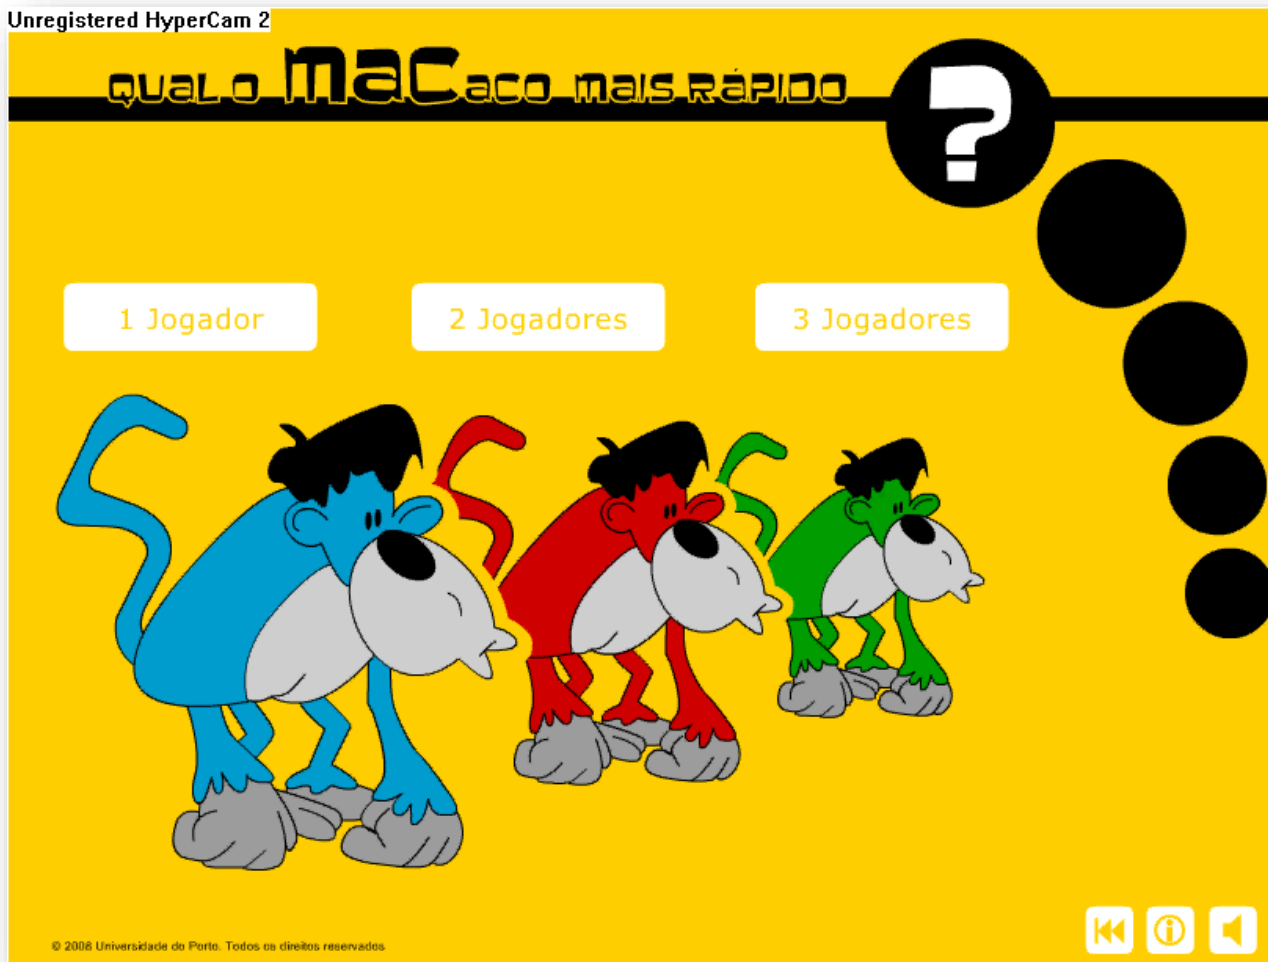 Unregistered HyperCam 2
QUAL O macaco mais RÁPIDO
?
1 Jogador
2 Jogadores
3 Jogadores
© 2008 Universidade do Porto. Todos os direitos reservados